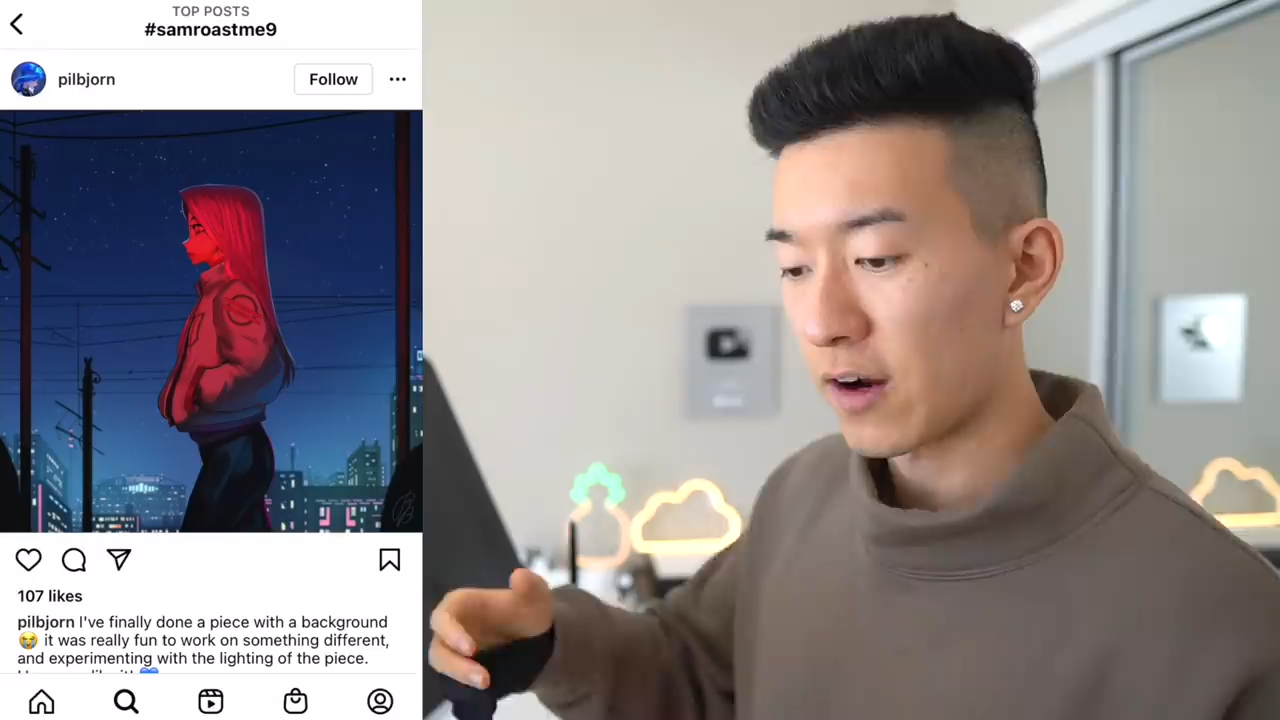 TOP POSTS
#samroastme9
pilbjorn
Follow
107 likes
pilbjorn I've finally done a piece with a background
😭 it was really fun to work on something different,
and experimenting with the lighting of the piece.